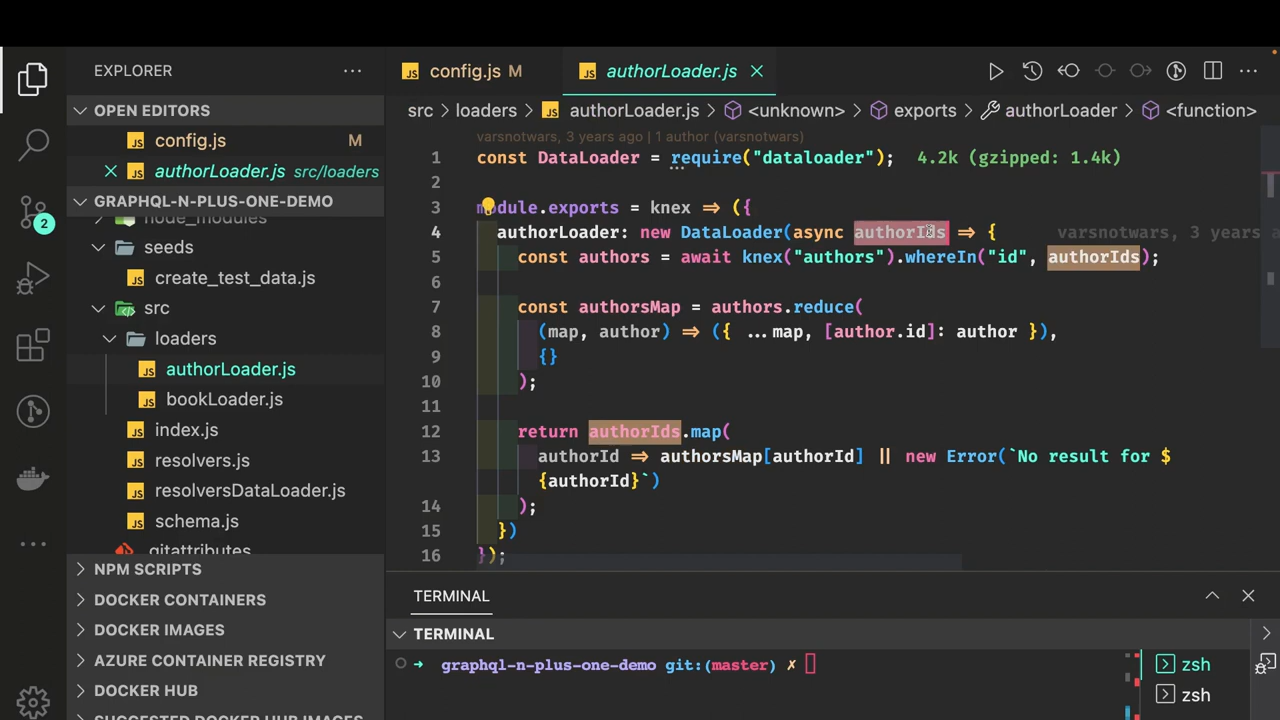 EXPLORER
OPEN EDITORS
config.js M
authorLoader.js src/loaders
GRAPHQL-N-PLUS-ONE-DEMO
node_modules
seeds
create_test_data.js
src
loaders
authorLoader.js
bookLoader.js
index.js
resolvers.js
resolversDataLoader.js
schema.js
.gitattributes
NPM SCRIPTS
DOCKER CONTAINERS
DOCKER IMAGES
AZURE CONTAINER REGISTRY
DOCKER HUB
SUGGESTED DOCKER HUB IMAGES
2
config.js M authorLoader.js
src > loaders > authorLoader.js > <unknown> > exports > authorLoader > <function>
varsnotwars, 3 years ago | 1 author (varsnotwars)
1 const DataLoader = require("dataloader"); 4.2k (gzipped: 1.4k)
2
3 module.exports = knex => ({
4 authorLoader: new DataLoader(async authorIds => { varsnotwars, 3 years a
5 const authors = await knex("authors").whereIn("id", authorIds);
6
7 const authorsMap = authors.reduce(
8 (map, author) => ({ ...map, [author.id]: author }),
9 {}
10 );
11
12 return authorIds.map(
13 authorId => authorsMap[authorId] || new Error(`No result for $
{authorId}`)
14 );
15 })
16 });
TERMINAL
TERMINAL
graphql-n-plus-one-demo git:(master) ✗
zsh
zsh